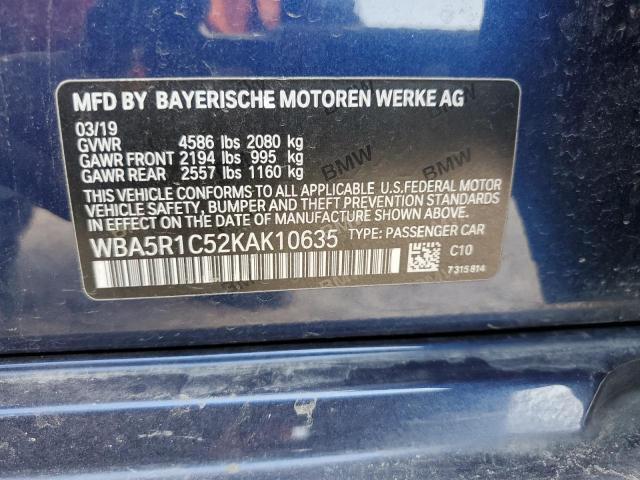 MFD BY BAYERISCHE MOTOREN WERKE AG
03/19
GVWR 4586 lbs 2080 kg
GAWR FRONT 2194 lbs 995 kg
GAWR REAR 2557 lbs 1160 kg
THIS VEHICLE CONFORMS TO ALL APPLICABLE U.S.FEDERAL MOTOR
VEHICLE SAFETY, BUMPER, AND THEFT PREVENTION STANDARDS
IN EFFECT ON THE DATE OF MANUFACTURE SHOWN ABOVE.
WBA5R1C52KAK10635 TYPE: PASSENGER CAR
C10
7315814
BMW